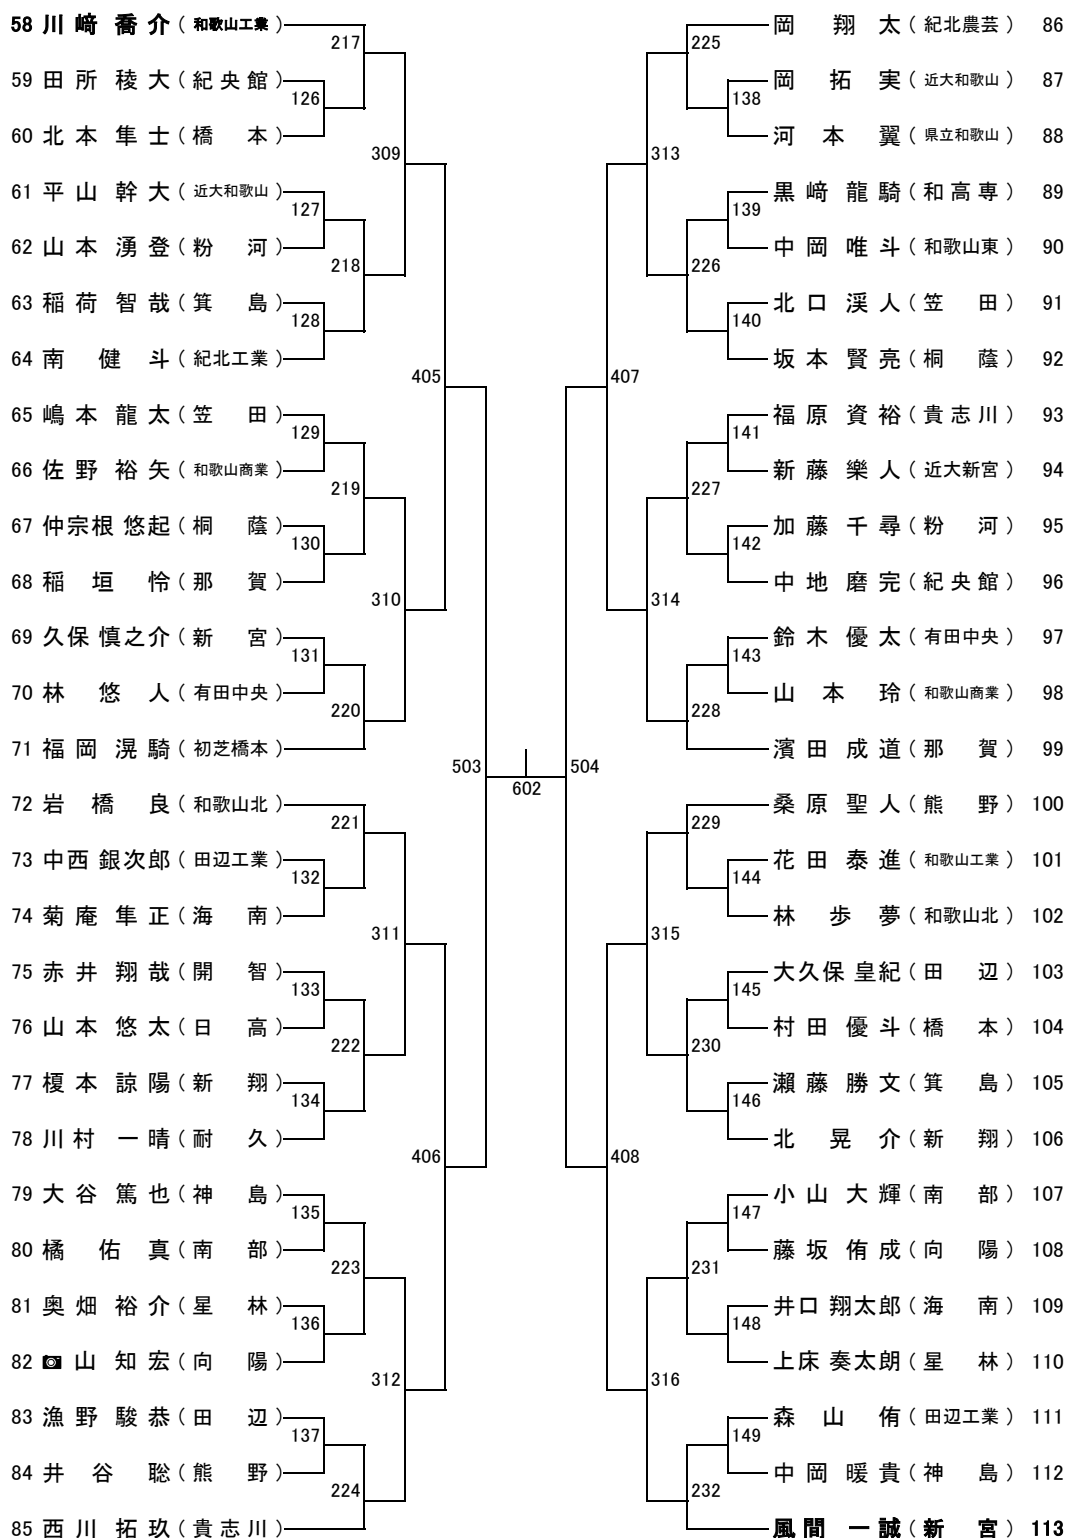 58 川﨑 喬介 ( 和歌山工業 )
217
59 田所 稜大 ( 紀央館 )
126
60 北本 隼士 ( 橋本 )
309
61 平山 幹大 ( 近大和歌山 )
127
62 山本 湧登 ( 粉河 )
218
63 稲荷 智哉 ( 箕島 )
128
64 南 健斗 ( 紀北工業 )
405
65 嶋本 龍太 ( 笠田 )
129
66 佐野 裕矢 ( 和歌山商業 )
219
67 仲宗根 悠起 ( 桐蔭 )
130
68 稲垣 怜 ( 那賀 )
310
69 久保 慎之介 ( 新宮 )
131
70 林 悠人 ( 有田中央 )
220
71 福岡 滉騎 ( 初芝橋本 )
503
72 岩橋 良 ( 和歌山北 )
221
73 中西 銀次郎 ( 田辺工業 )
132
74 菊庵 隼正 ( 海南 )
311
75 赤井 翔哉 ( 開智 )
133
76 山本 悠太 ( 日高 )
222
77 榎本 諒陽 ( 新翔 )
134
78 川村 一晴 ( 耐久 )
406
79 大谷 篤也 ( 神島 )
135
80 橘 佑真 ( 南部 )
223
81 奥畑 裕介 ( 星林 )
136
82 山 知宏 ( 向陽 )
312
83 漁野 駿恭 ( 田辺 )
137
84 井谷 聡 ( 熊野 )
224
85 西川 拓玖 ( 貴志川 )
602
岡 翔太 ( 紀北農芸 ) 86
225
岡 拓実 ( 近大和歌山 ) 87
138
河本 翼 ( 県立和歌山 ) 88
313
黒﨑 龍騎 ( 和高専 ) 89
139
中岡 唯斗 ( 和歌山東 ) 90
226
北口 渓人 ( 笠田 ) 91
140
坂本 賢亮 ( 桐蔭 ) 92
407
福原 資裕 ( 貴志川 ) 93
141
新藤 樂人 ( 近大新宮 ) 94
227
加藤 千尋 ( 粉河 ) 95
142
中地 磨完 ( 紀央館 ) 96
314
鈴木 優太 ( 有田中央 ) 97
143
山本 玲 ( 和歌山商業 ) 98
228
濱田 成道 ( 那賀 ) 99
504
桑原 聖人 ( 熊野 ) 100
229
花田 泰進 ( 和歌山工業 ) 101
144
林 歩夢 ( 和歌山北 ) 102
315
大久保 皇紀 ( 田辺 ) 103
145
村田 優斗 ( 橋本 ) 104
230
瀨藤 勝文 ( 箕島 ) 105
146
北 晃介 ( 新翔 ) 106
408
小山 大輝 ( 南部 ) 107
147
藤坂 侑成 ( 向陽 ) 108
231
井口 翔太郎 ( 海南 ) 109
148
上床 奏太朗 ( 星林 ) 110
316
森山 侑 ( 田辺工業 ) 111
149
中岡 暖貴 ( 神島 ) 112
232
風間 一誠 ( 新宮 ) 113